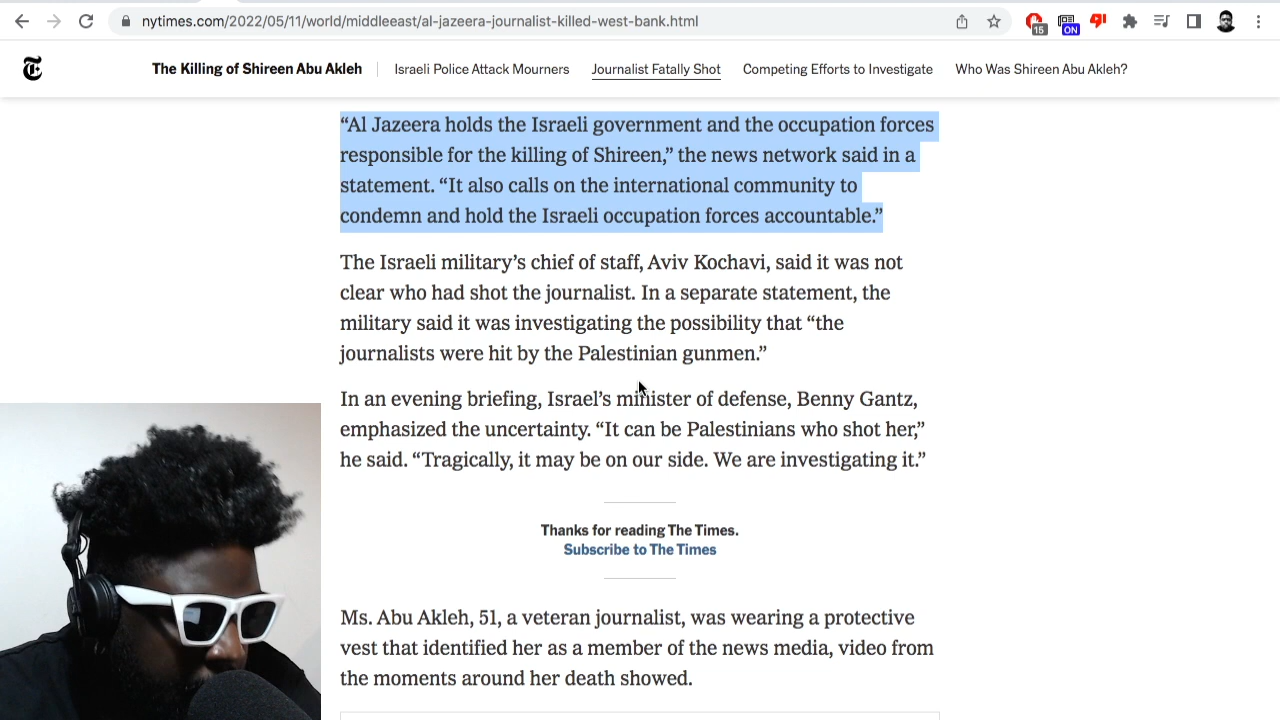 nytimes.com/2022/05/11/world/middleeast/al-jazeera-journalist-killed-west-bank.html
15
ON
The Killing of Shireen Abu Akleh
Israeli Police Attack Mourners
Journalist Fatally Shot
Competing Efforts to Investigate
Who Was Shireen Abu Akleh?
“Al Jazeera holds the Israeli government and the occupation forces
responsible for the killing of Shireen,” the news network said in a
statement. “It also calls on the international community to
condemn and hold the Israeli occupation forces accountable.”
The Israeli military’s chief of staff, Aviv Kochavi, said it was not
clear who had shot the journalist. In a separate statement, the
military said it was investigating the possibility that “the
journalists were hit by the Palestinian gunmen.”
In an evening briefing, Israel’s minister of defense, Benny Gantz,
emphasized the uncertainty. “It can be Palestinians who shot her,”
he said. “Tragically, it may be on our side. We are investigating it.”
Thanks for reading The Times.
Subscribe to The Times
Ms. Abu Akleh, 51, a veteran journalist, was wearing a protective
vest that identified her as a member of the news media, video from
the moments around her death showed.